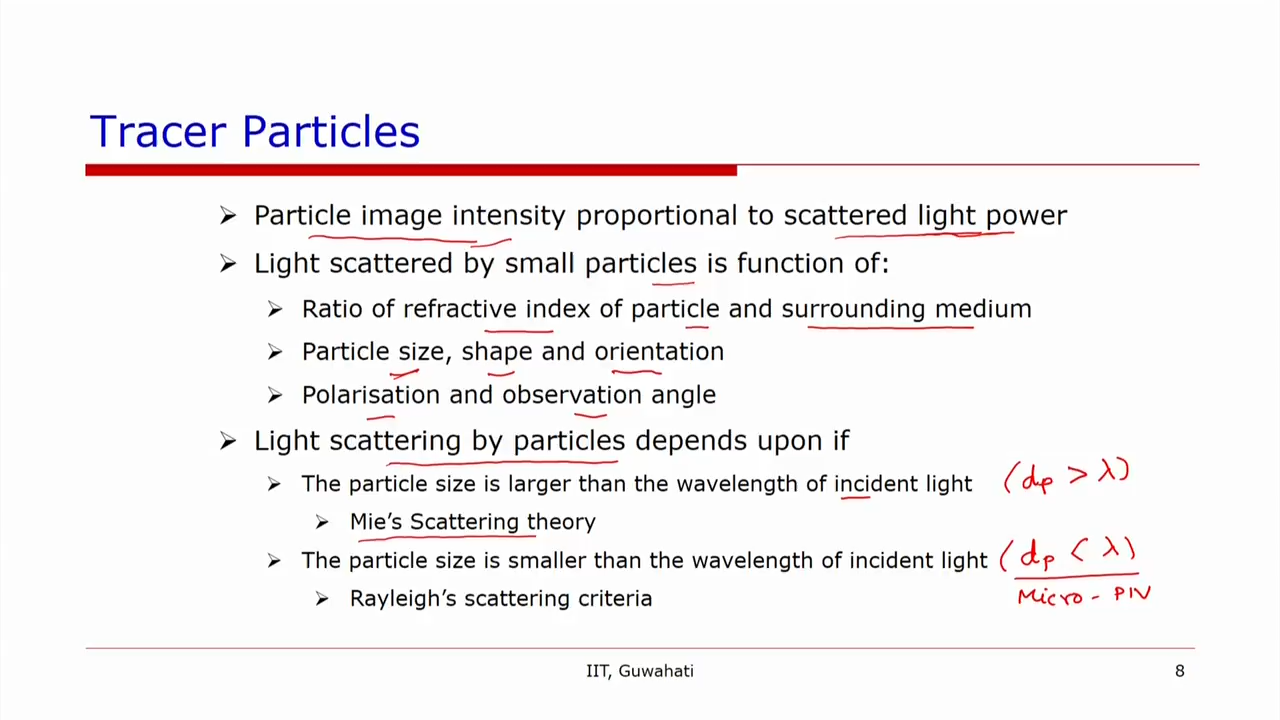 Tracer Particles
Particle image intensity proportional to scattered light power
Light scattered by small particles is function of:
Ratio of refractive index of particle and surrounding medium
Particle size, shape and orientation
Polarisation and observation angle
Light scattering by particles depends upon if
The particle size is larger than the wavelength of incident light (dp > λ)
Mie's Scattering theory
The particle size is smaller than the wavelength of incident light (dp < λ)
Rayleigh's scattering criteria Micro - PIV
IIT, Guwahati 8